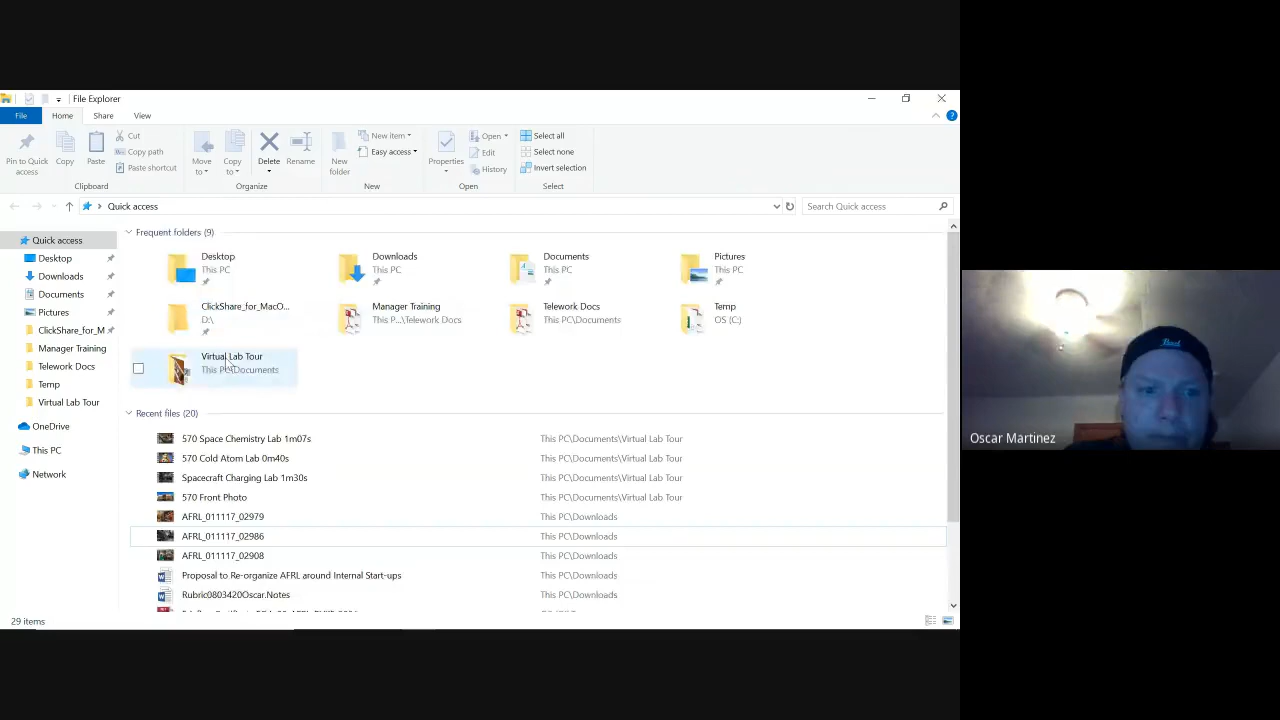 File Explorer
File Home Share View
Pin to Quick access
Copy
Paste
Cut
Copy path
Paste shortcut
Clipboard
Move to
Copy to
Delete
Rename
Organize
New folder
New item
Easy access
New
Properties
Open
Edit
History
Open
Select all
Select none
Invert selection
Select
Quick access
Search Quick access
Quick access
Desktop
Downloads
Documents
Pictures
ClickShare_for_M
Manager Training
Telework Docs
Temp
Virtual Lab Tour
OneDrive
This PC
Network
Frequent folders (9)
Desktop
This PC
Downloads
This PC
Documents
This PC
Pictures
This PC
ClickShare_for_MacO...
D:\
Manager Training
This P...\Telework Docs
Telework Docs
This PC\Documents
Temp
OS (C:)
Virtual Lab Tour
This PC\Documents
Recent files (20)
570 Space Chemistry Lab 1m07s This PC\Documents\Virtual Lab Tour
570 Cold Atom Lab 0m40s This PC\Documents\Virtual Lab Tour
Spacecraft Charging Lab 1m30s This PC\Documents\Virtual Lab Tour
570 Front Photo This PC\Documents\Virtual Lab Tour
AFRL_011117_02979 This PC\Downloads
AFRL_011117_02986 This PC\Downloads
AFRL_011117_02908 This PC\Downloads
Proposal to Re-organize AFRL around Internal Start-ups This PC\Downloads
Rubric0803420Oscar.Notes This PC\Downloads
29 items
Oscar Martinez